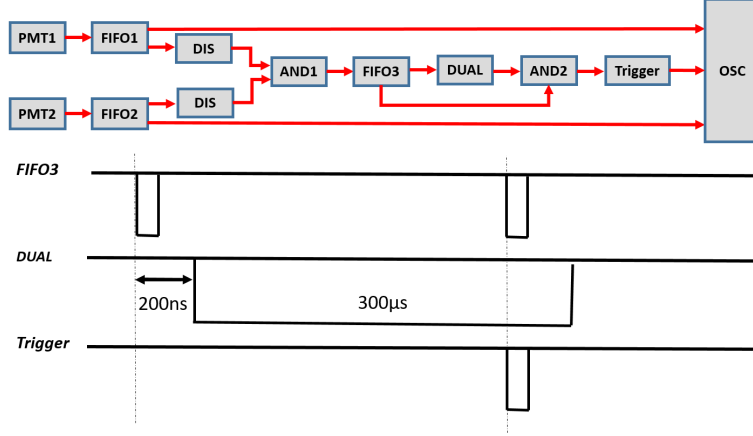 PMT1
FIFO1
DIS
AND1
FIFO3
DUAL
AND2
Trigger
OSC
PMT2
FIFO2
DIS
FIFO3
DUAL
200ns
300μs
Trigger